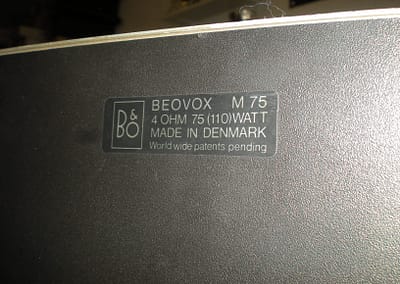 B&O
BEOVOX M 75
4 OHM 75 (110) WATT
MADE IN DENMARK
World wide patents pending